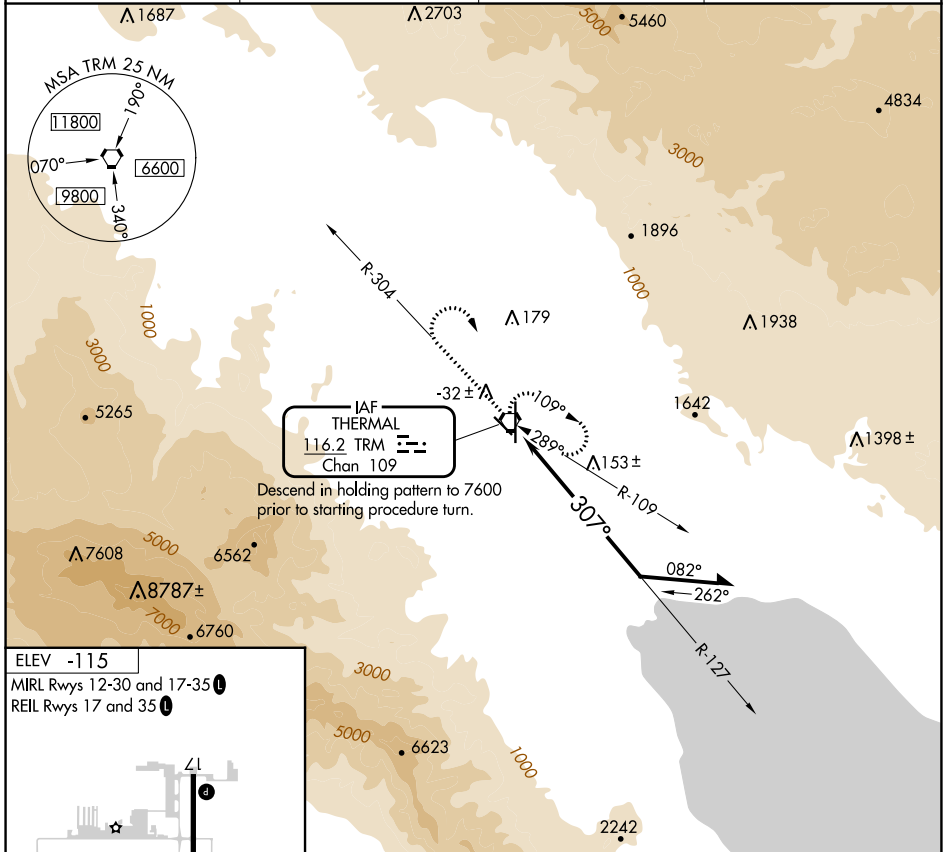 1687
2703
5000
5460
MSA TRM 25 NM
190°
11800
070°
6600
9800
340°
4834
3000
1896
1000
R-304
179
1938
1000
3000
-32±
109°
1642
5265
IAF
THERMAL
116.2 TRM
Chan 109
289°
153±
1398±
R-109
Descend in holding pattern to 7600
prior to starting procedure turn.
307°
7608
5000
6562
082°
262°
8787±
7000
6760
R-127
ELEV -115
MIRL Rwys 12-30 and 17-35 L
REIL Rwys 17 and 35 L
3000
5000
6623
1000
17
P
2242